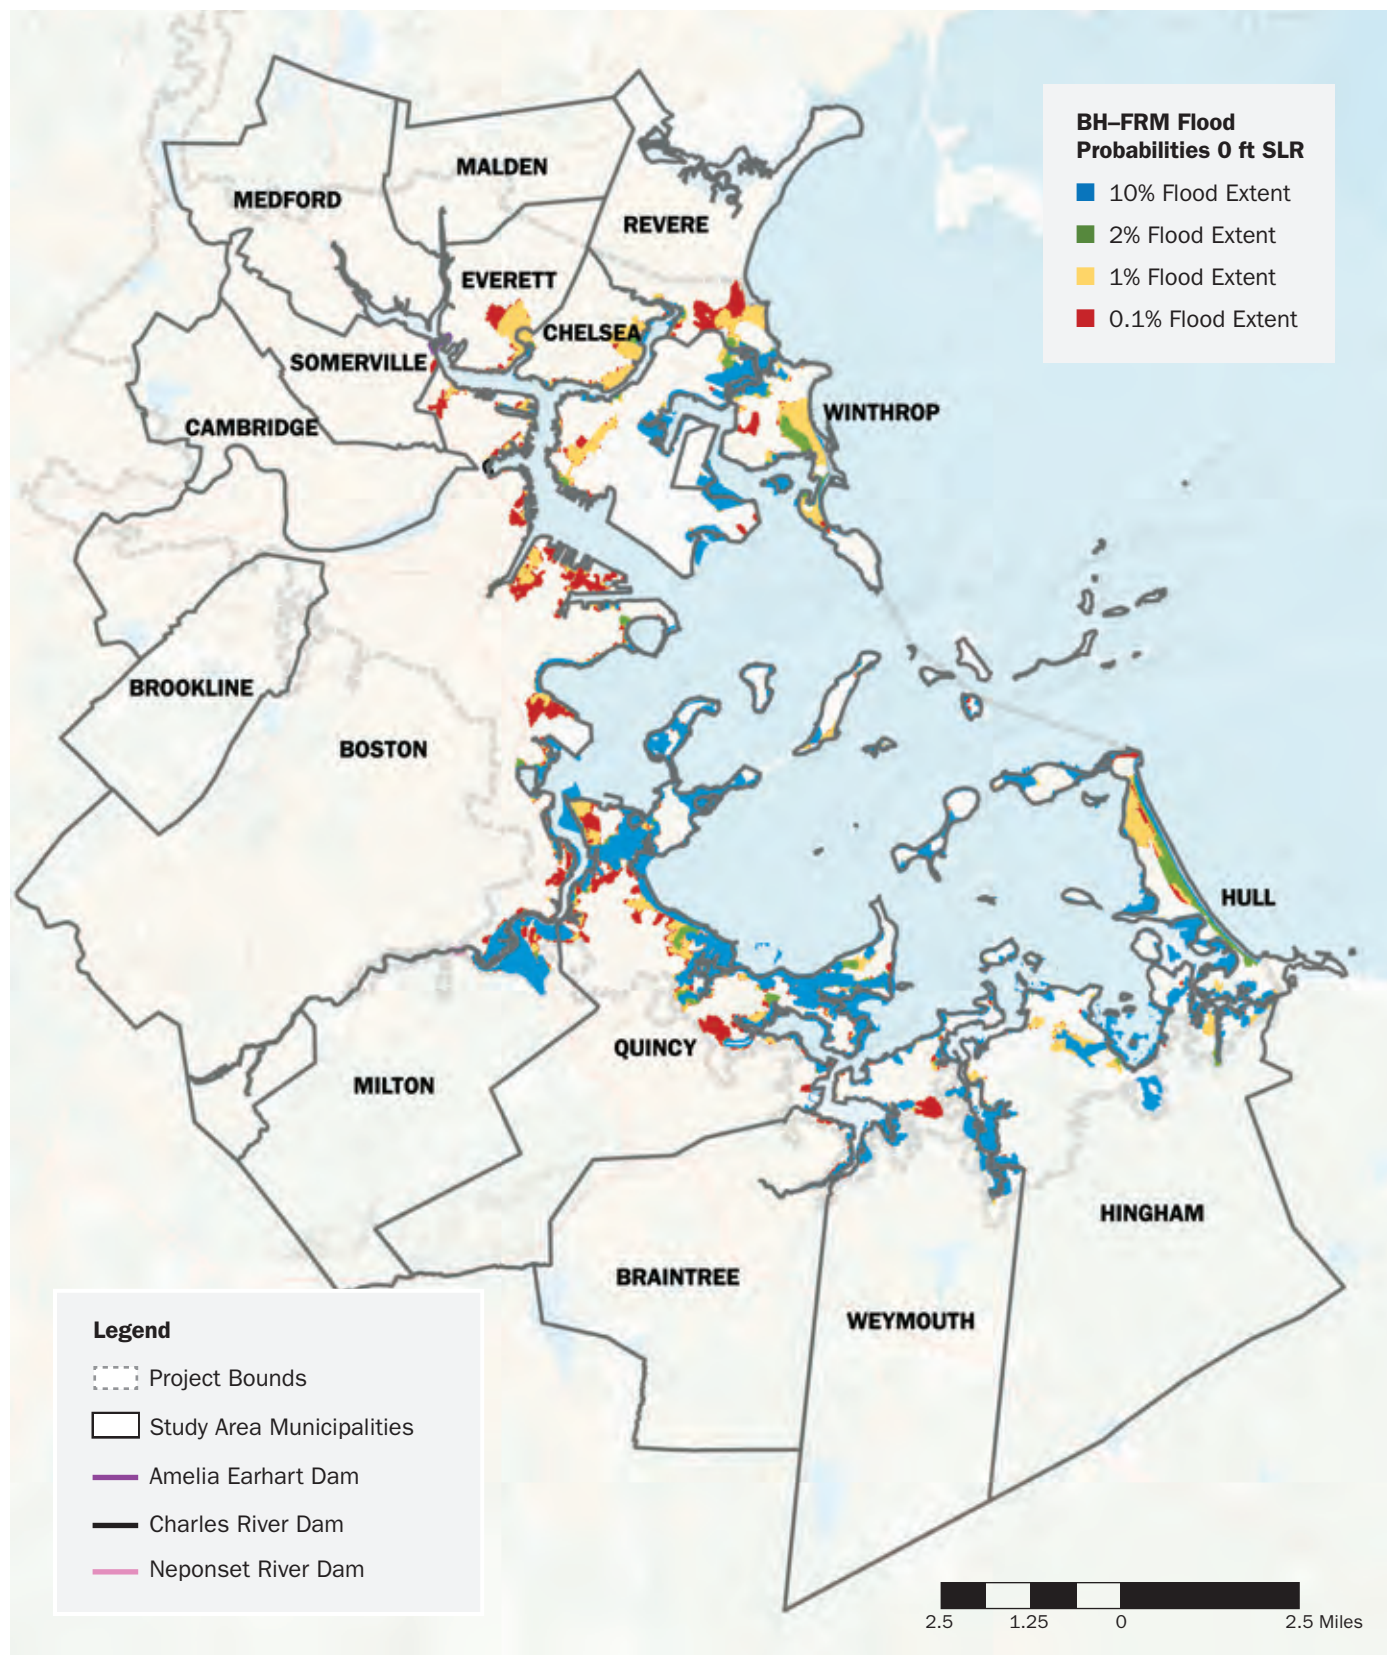 BH–FRM Flood
Probabilities 0 ft SLR
10% Flood Extent
2% Flood Extent
1% Flood Extent
0.1% Flood Extent
MALDEN
MEDFORD
REVERE
EVERETT
CHELSEA
SOMERVILLE
WINTHROP
CAMBRIDGE
BROOKLINE
BOSTON
HULL
QUINCY
MILTON
HINGHAM
BRAINTREE
WEYMOUTH
Legend
Project Bounds
Study Area Municipalities
Amelia Earhart Dam
Charles River Dam
Neponset River Dam
2.5 1.25 0 2.5 Miles